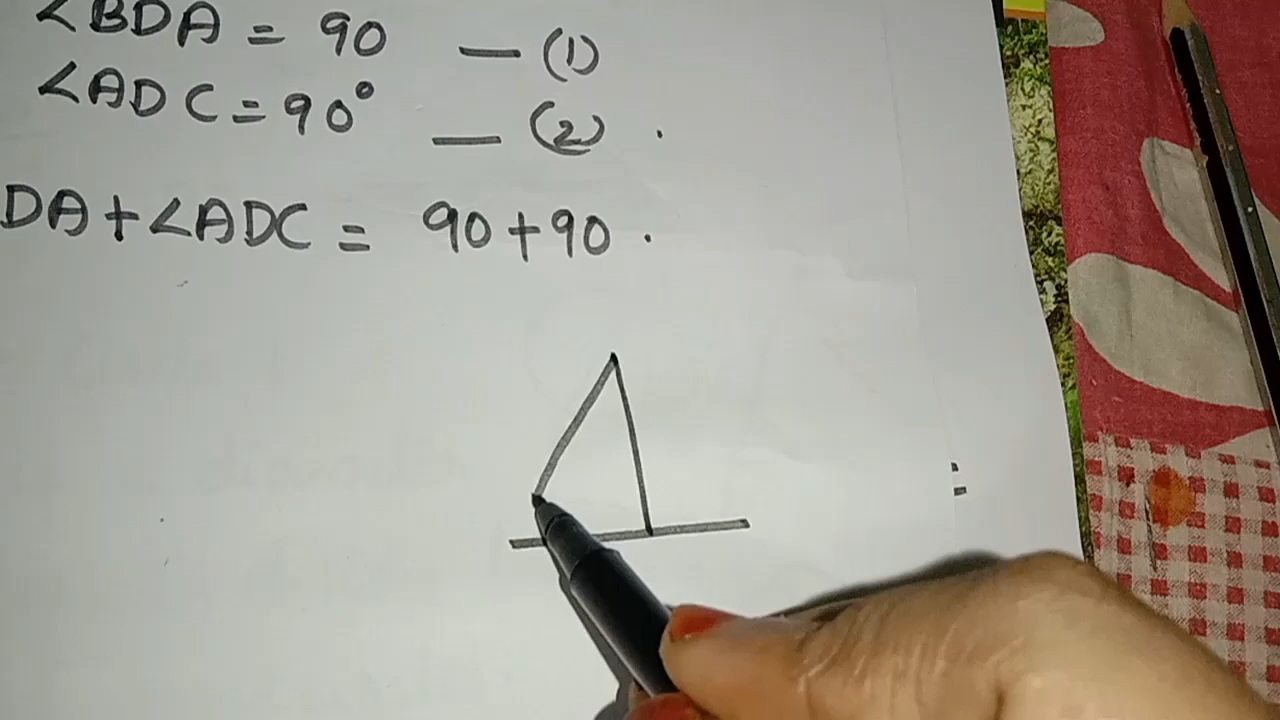 ∠BDA = 90 — (1)
∠ADC = 90° — (2) .
DA + ∠ADC = 90 + 90 .